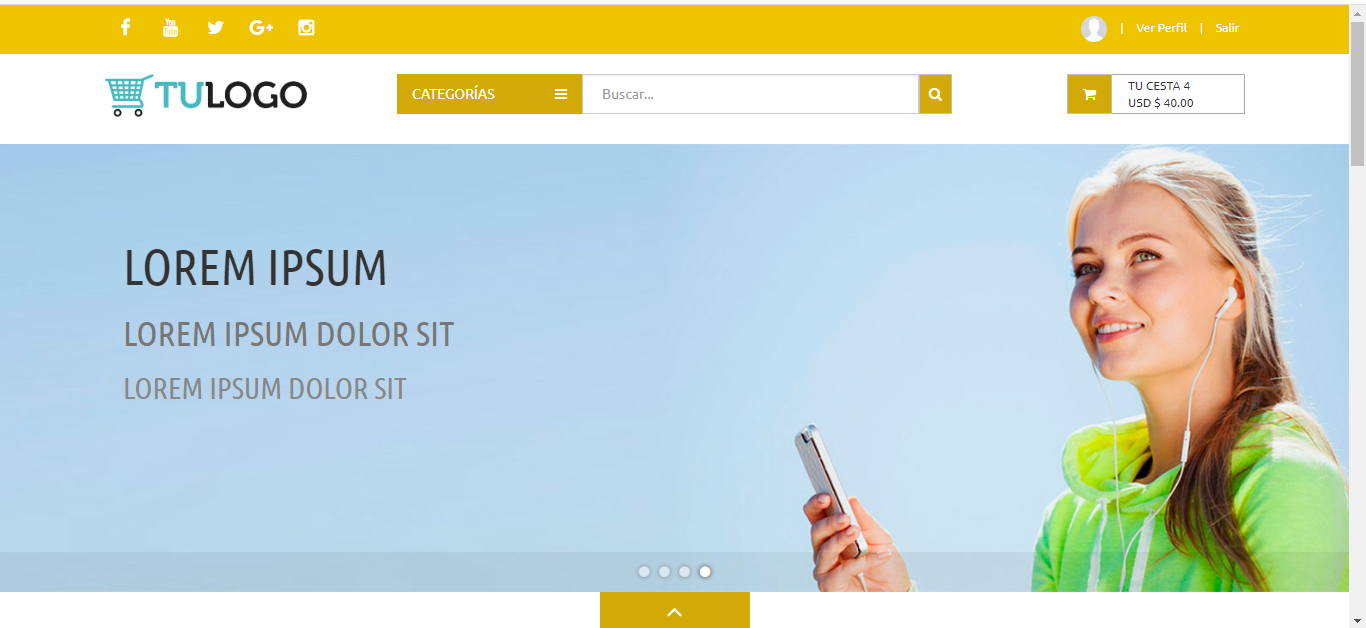 f You Tube G+
| Ver Perfil | Salir
TULOGO
CATEGORÍAS
Buscar...
TU CESTA 4
USD $ 40.00
LOREM IPSUM
LOREM IPSUM DOLOR SIT
LOREM IPSUM DOLOR SIT